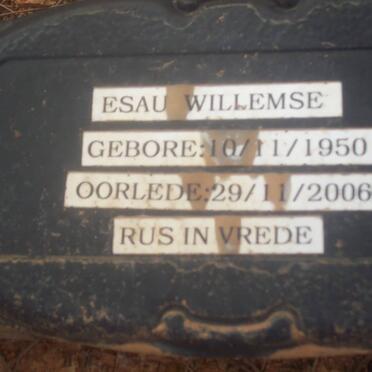 ESAU WILLEMSE
GEBORE:10/11/1950
OORLEDE:29/11/2006
RUS IN VREDE